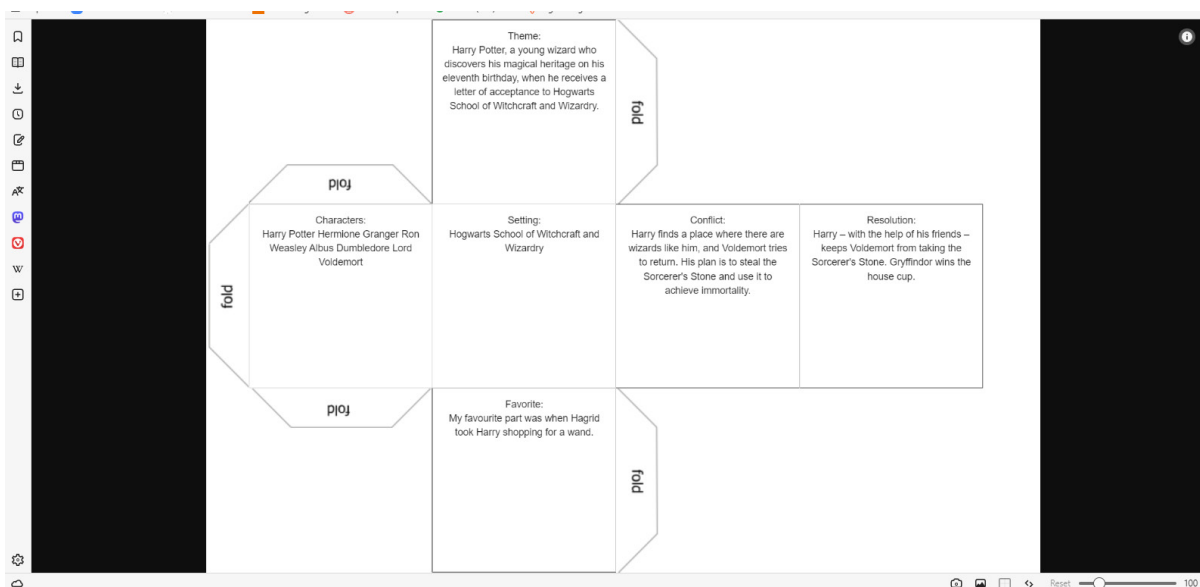 Theme:
Harry Potter, a young wizard who
discovers his magical heritage on his
eleventh birthday, when he receives a
letter of acceptance to Hogwarts
School of Witchcraft and Wizardry.
fold
fold
fold
Characters:
Harry Potter Hermione Granger Ron
Weasley Albus Dumbledore Lord
Voldemort
Setting:
Hogwarts School of Witchcraft and
Wizardry
Conflict:
Harry finds a place where there are
wizards like him, and Voldemort tries
to return. His plan is to steal the
Sorcerer's Stone and use it to
achieve immortality.
Resolution:
Harry – with the help of his friends –
keeps Voldemort from taking the
Sorcerer's Stone. Gryffindor wins the
house cup.
fold
Favorite:
My favourite part was when Hagrid
took Harry shopping for a wand.
fold
Reset
100